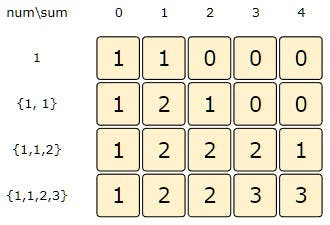 num\sum 0 1 2 3 4
1 1 1 0 0 0
{1, 1} 1 2 1 0 0
{1,1,2} 1 2 2 2 1
{1,1,2,3} 1 2 2 3 3